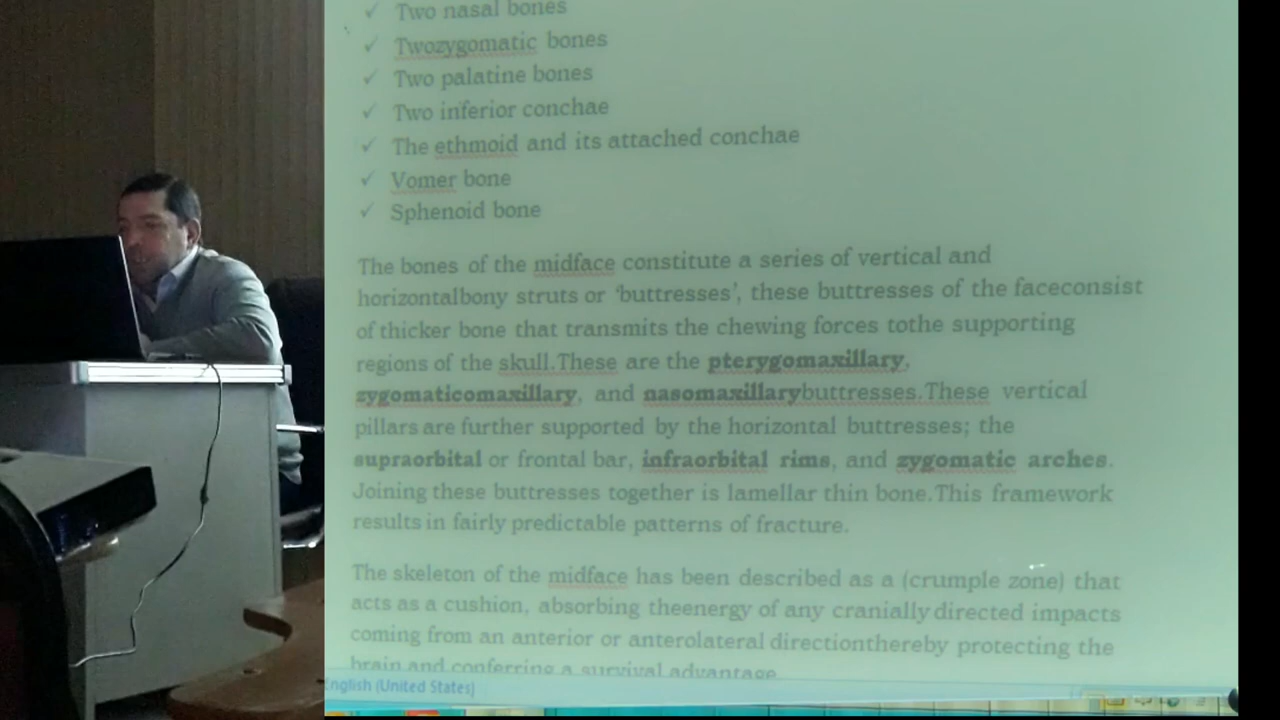 ✓ Two nasal bones
✓ Twozygomatic bones
✓ Two palatine bones
✓ Two inferior conchae
✓ The ethmoid and its attached conchae
✓ Vomer bone
✓ Sphenoid bone
The bones of the midface constitute a series of vertical and
horizontalbony struts or ‘buttresses’, these buttresses of the faceconsist
of thicker bone that transmits the chewing forces tothe supporting
regions of the skull.These are the pterygomaxillary,
zygomaticomaxillary, and nasomaxillarybuttresses.These vertical
pillars are further supported by the horizontal buttresses; the
supraorbital or frontal bar, infraorbital rims, and zygomatic arches.
Joining these buttresses together is lamellar thin bone.This framework
results in fairly predictable patterns of fracture.
The skeleton of the midface has been described as a (crumple zone) that
acts as a cushion, absorbing theenergy of any cranially directed impacts
coming from an anterior or anterolateral directionthereby protecting the
brain and conferring a survival advantage.
English (United States)